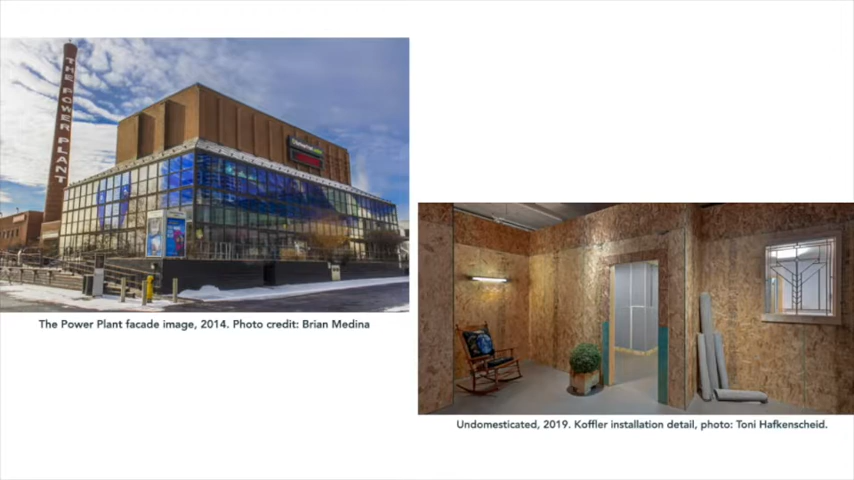 THE POWER PLANT
The Power Plant facade image, 2014. Photo credit: Brian Medina
Undomesticated, 2019. Koffler installation detail, photo: Toni Hafkenscheid.